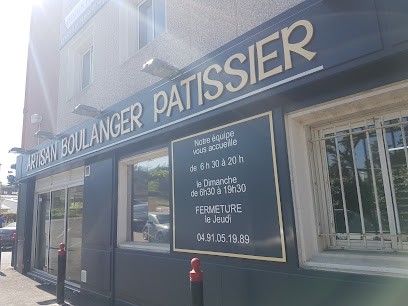 ARTISAN BOULANGER PATISSIER
Notre équipe
vous accueille
de 6 h 30 à 20 h
le Dimanche
de 6h30 à 19h30
FERMETURE
le Jeudi
04.91.05.19.89